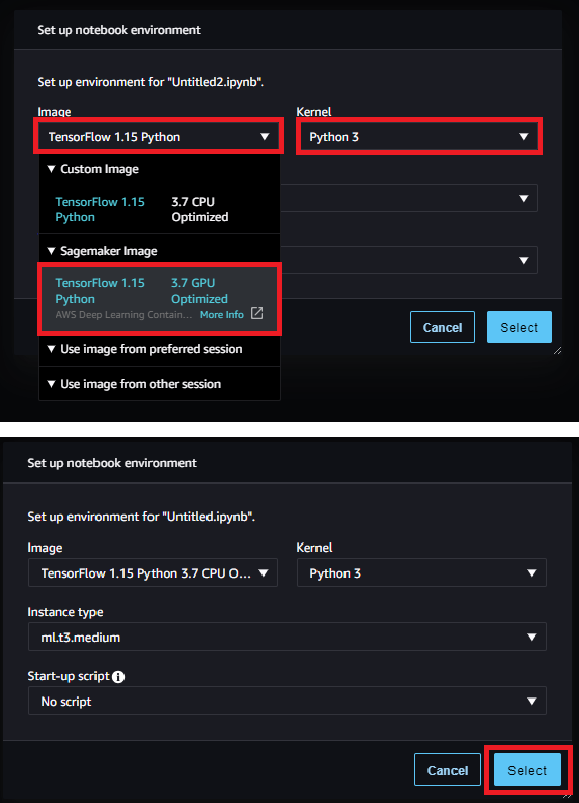 Set up notebook environment
Set up environment for "Untitled2.ipynb".
Image
Kernel
TensorFlow 1.15 Python
Python 3
Custom Image
TensorFlow 1.15 3.7 CPU
Python Optimized
Sagemaker Image
TensorFlow 1.15 3.7 GPU
Python Optimized
AWS Deep Learning Contain... More Info
Use image from preferred session
Use image from other session
Cancel
Select
Set up notebook environment
Set up environment for "Untitled.ipynb".
Image
Kernel
TensorFlow 1.15 Python 3.7 CPU O...
Python 3
Instance type
ml.t3.medium
Start-up script
No script
Cancel
Select